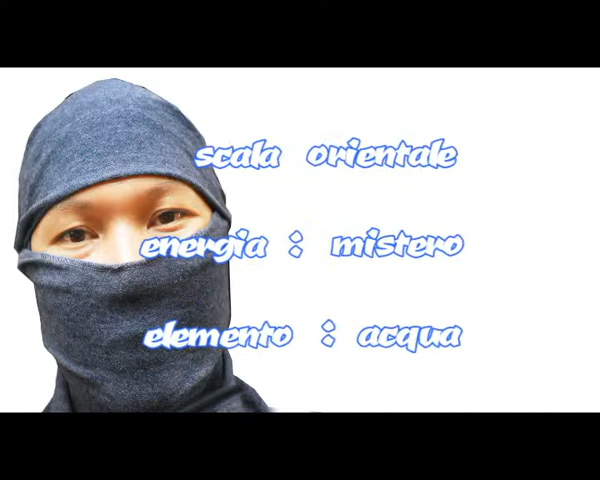 scala orientale
energia : mistero
elemento : acqua